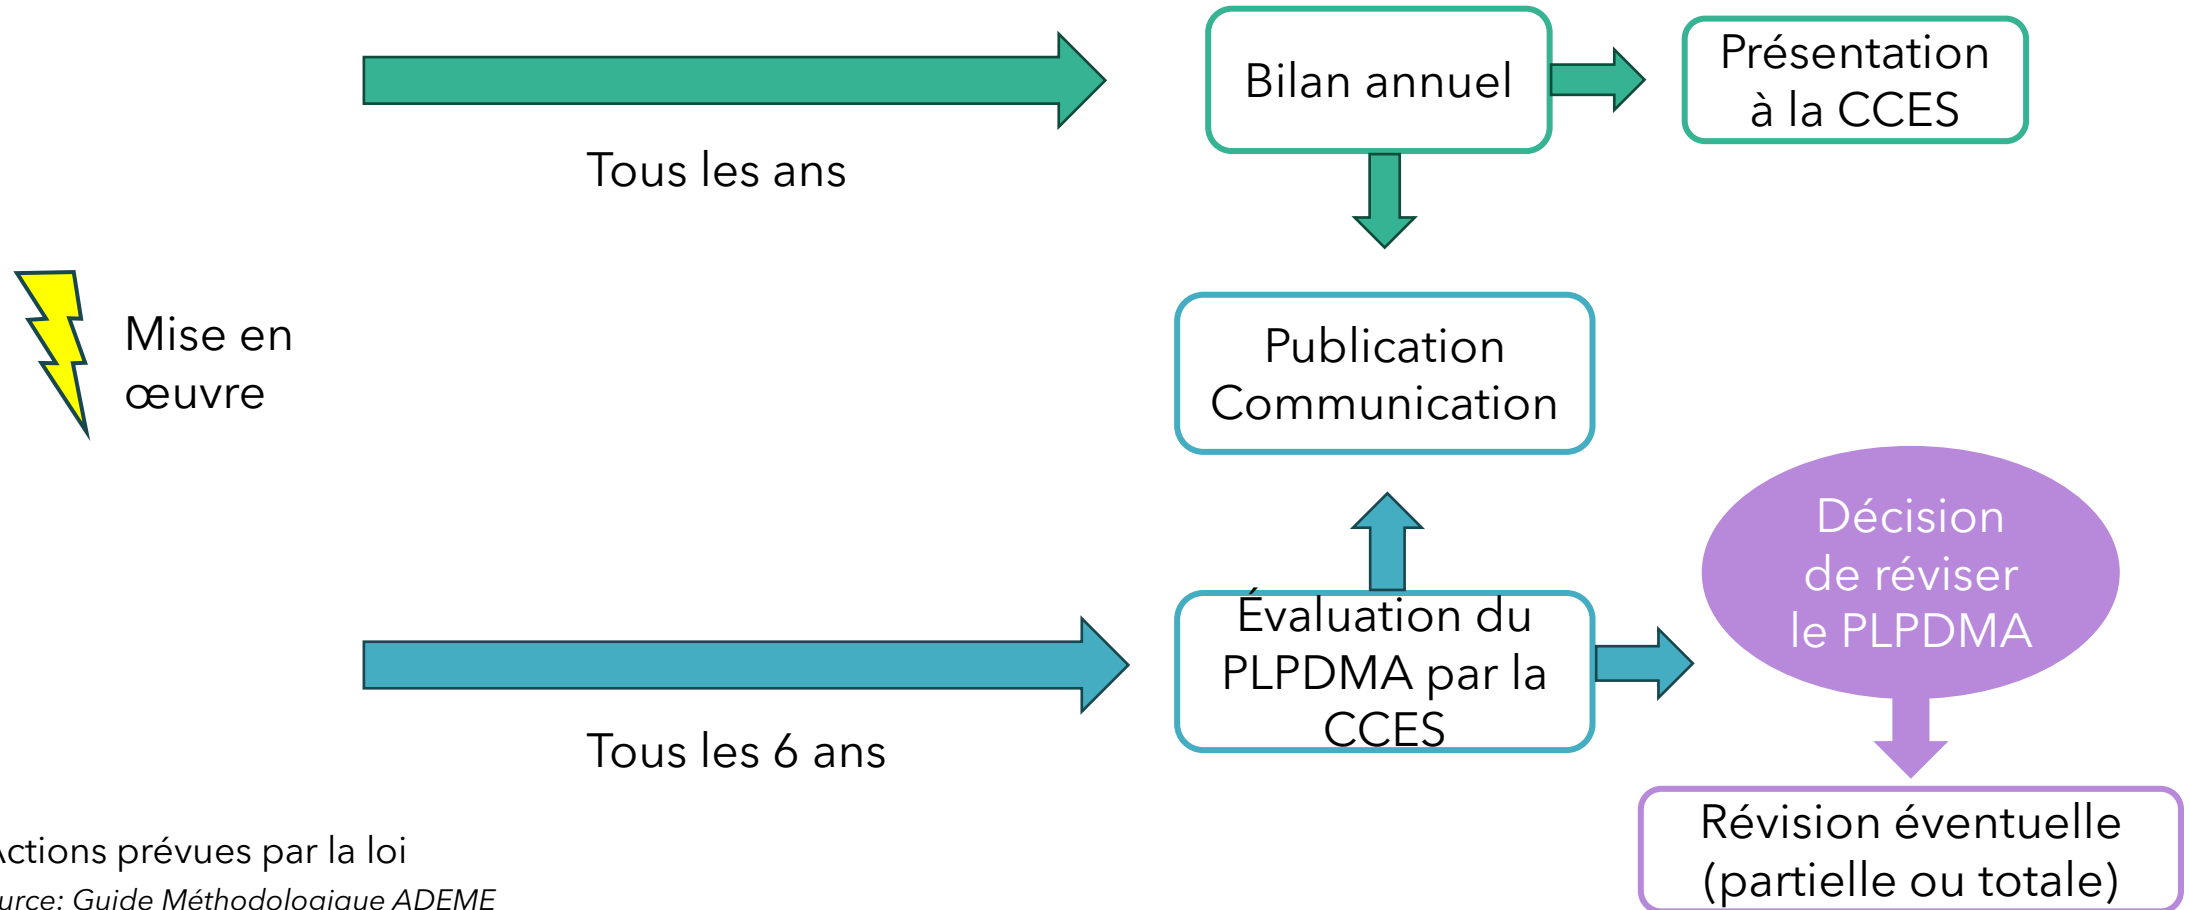 Bilan annuel
Présentation
à la CCES
Tous les ans
Mise en
œuvre
Publication
Communication
Décision
de réviser
le PLPDMA
Évaluation du
PLPDMA par la
CCES
Tous les 6 ans
Révision éventuelle
(partielle ou totale)
Actions prévues par la loi
urce: Guide Méthodologique ADEME